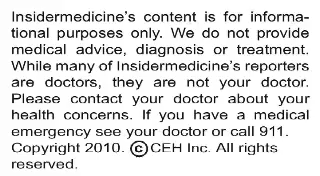 Insidermedicine's content is for informa-
tional purposes only. We do not provide
medical advice, diagnosis or treatment.
While many of Insidermedicine's reporters
are doctors, they are not your doctor.
Please contact your doctor about your
health concerns. If you have a medical
emergency see your doctor or call 911.
Copyright 2010. ©CEH Inc. All rights
reserved.